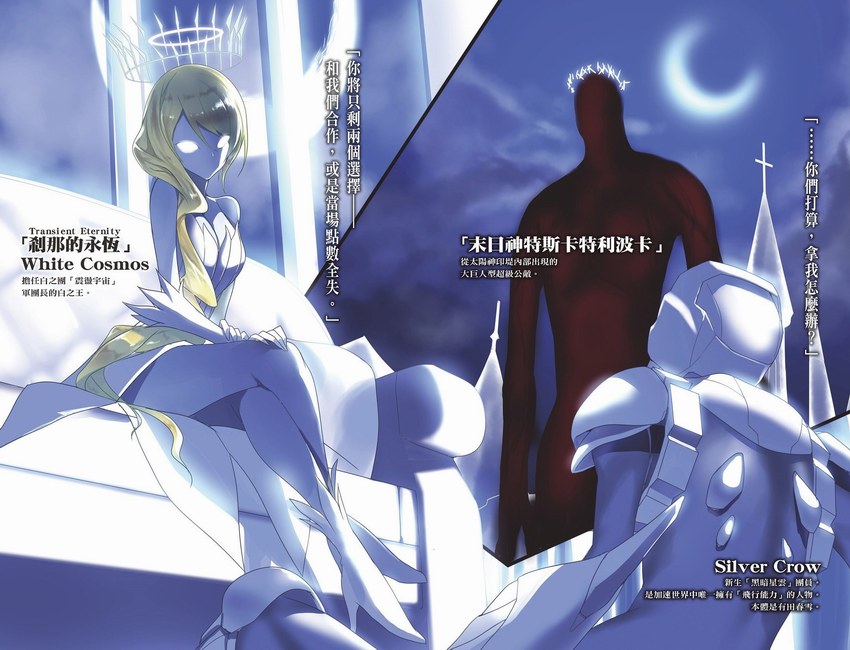 「你將只剩兩個選擇——
和我們合作，或是當場點數全失。」
Transient Eternity
「剎那的永恆」
White Cosmos
擔任白之團「震盪宇宙」
軍團長的白之王。
「末日神特斯卡特利波卡」
從太陽神印堤內部出現的
大巨人型超級公敵。
「……你們打算，拿我怎麼辦？」
Silver Crow
新生「黑暗星雲」團員。
是加速世界中唯一擁有「飛行能力」的人物。
本體是有田春雪。